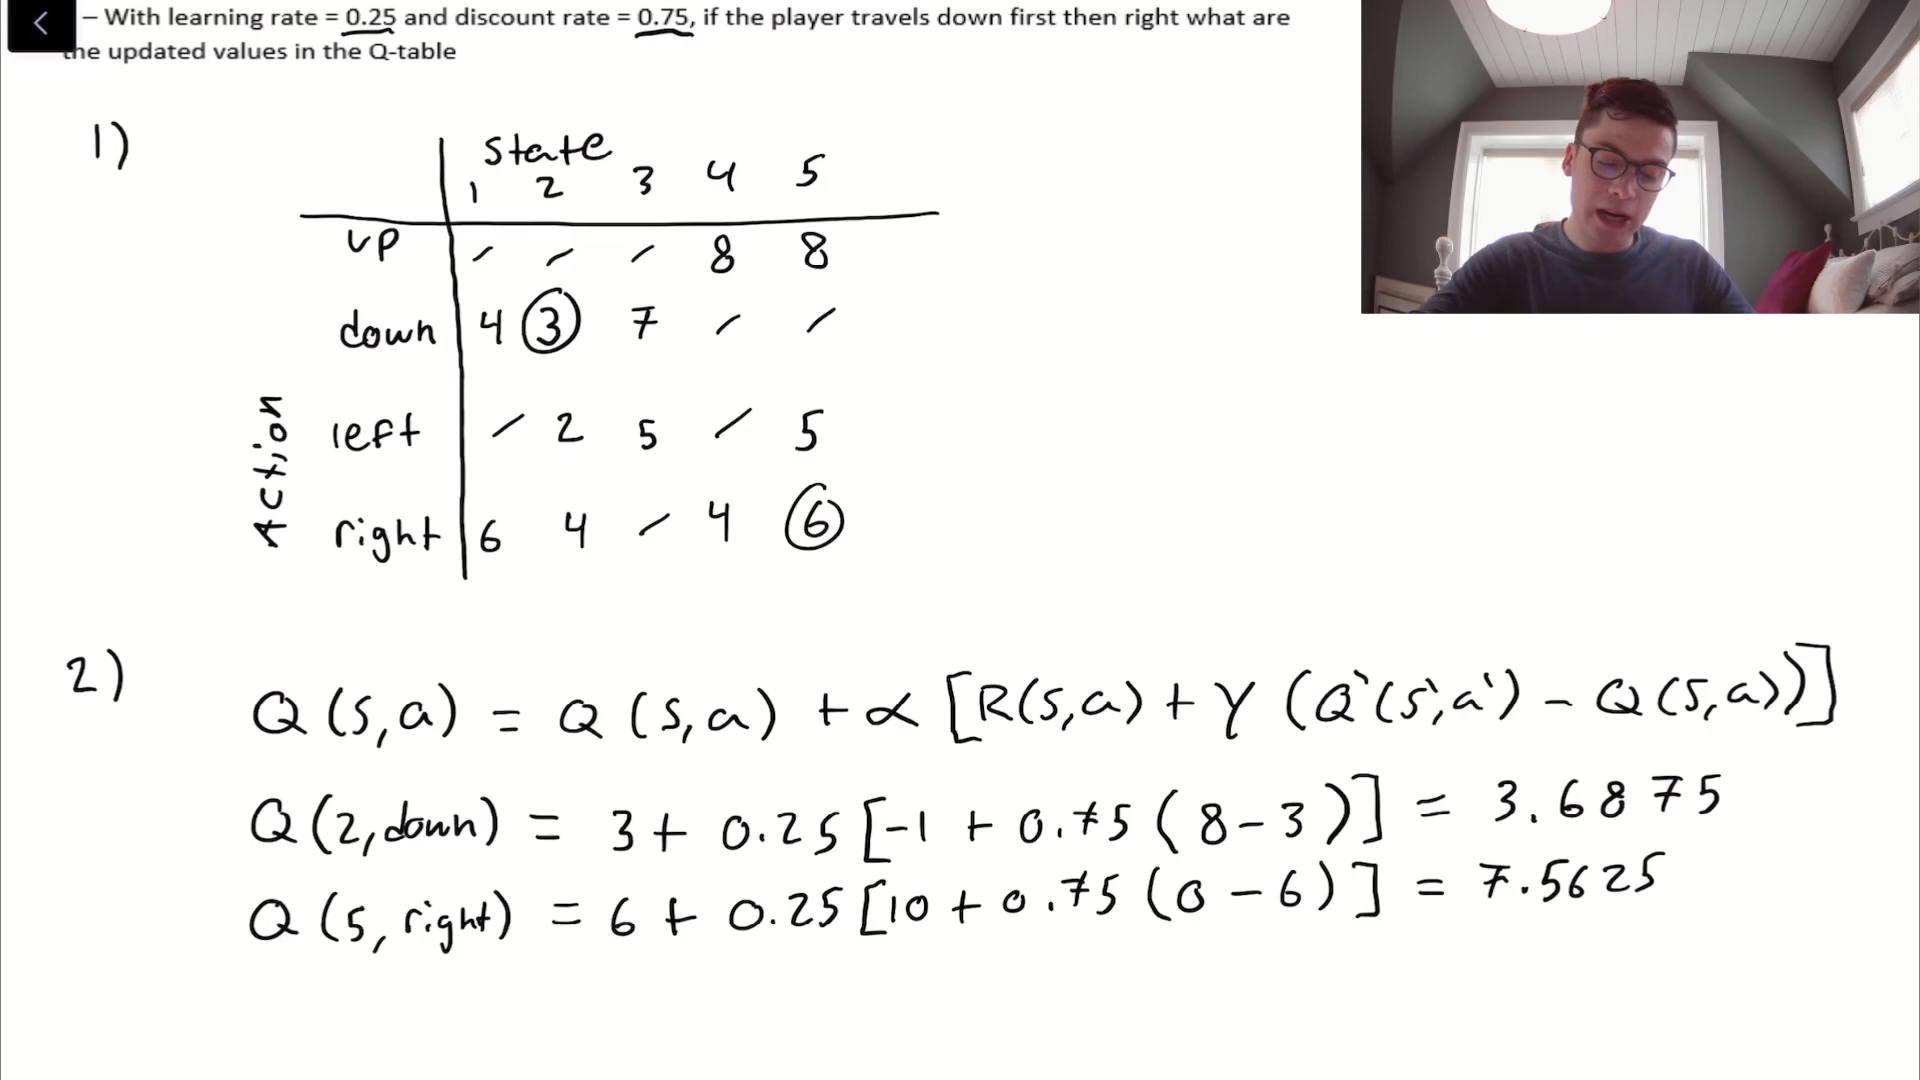 – With learning rate = 0.25 and discount rate = 0.75, if the player travels down first then right what are
the updated values in the Q-table
1)
state
1 2 3 4 5
up - - - 8 8
down 4 3 7 - -
left - 2 5 - 5
right 6 4 - 4 6
Action
2)
Q (s,a) = Q (s,a) + α [R(s,a) + γ (Q'(s',a') - Q(s,a))]
Q(2,down) = 3 + 0.25 [-1 + 0.75 (8-3)] = 3.6875
Q (5, right) = 6 + 0.25 [10 + 0.75 (0-6)] = 7.5625